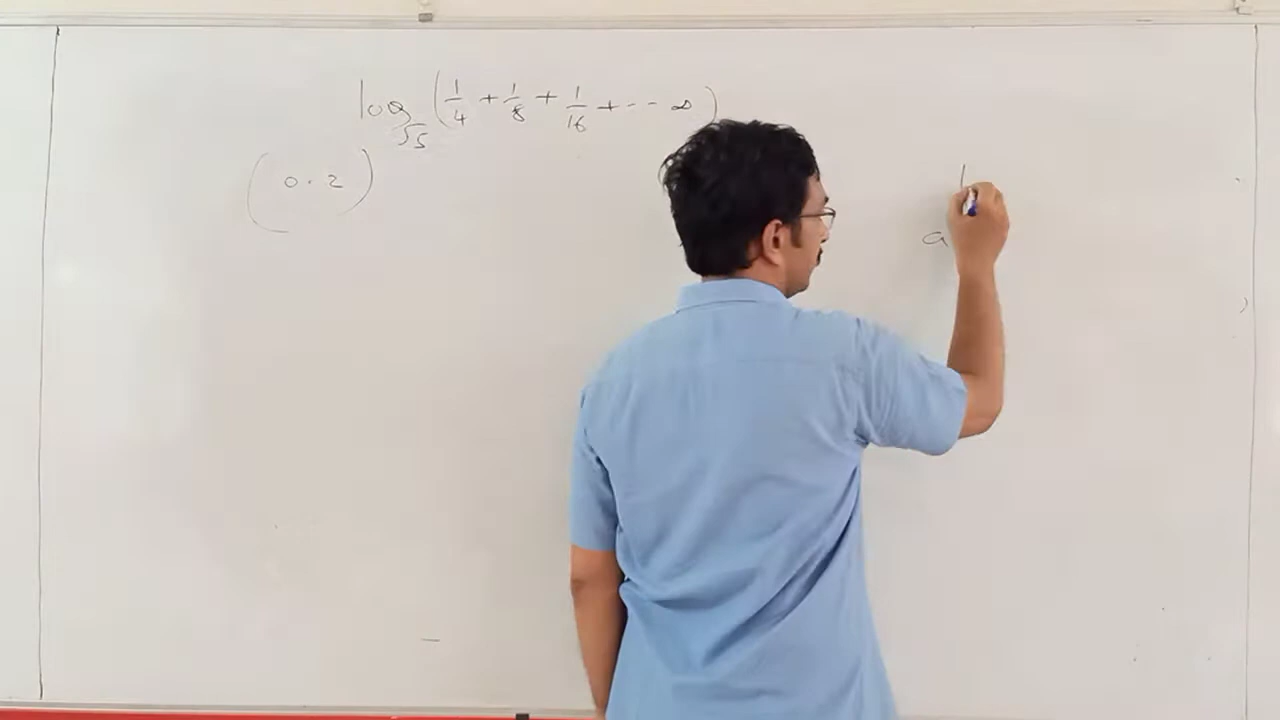 log√5 (1/4 + 1/8 + 1/16 + -- ∞)
(0.2)
a